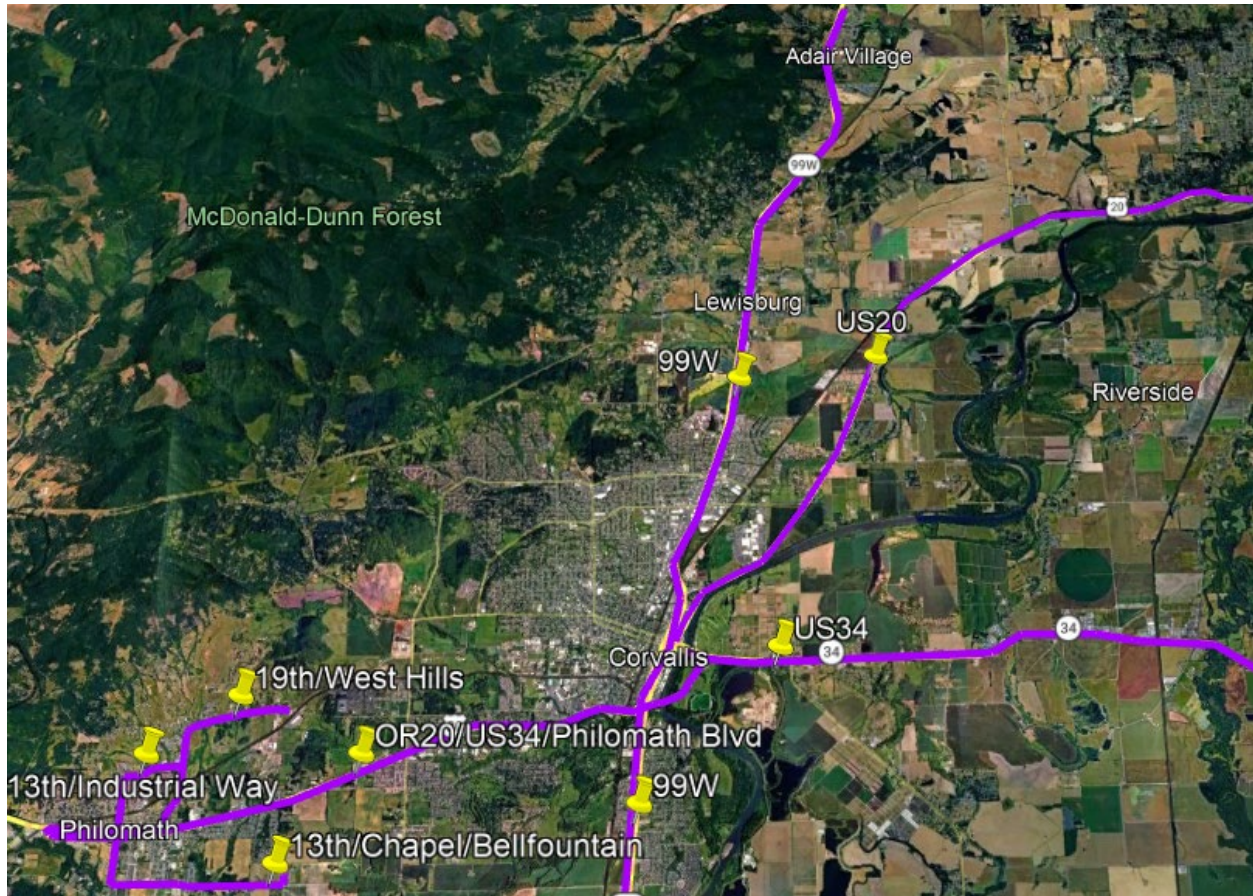 Adair Village
99W
McDonald-Dunn Forest
20
Lewisburg
US20
99W
Riverside
US34
34
34
Corvallis
19th/West Hills
OR20/US34/Philomath Blvd
13th/Industrial Way
99W
Philomath
13th/Chapel/Bellfountain